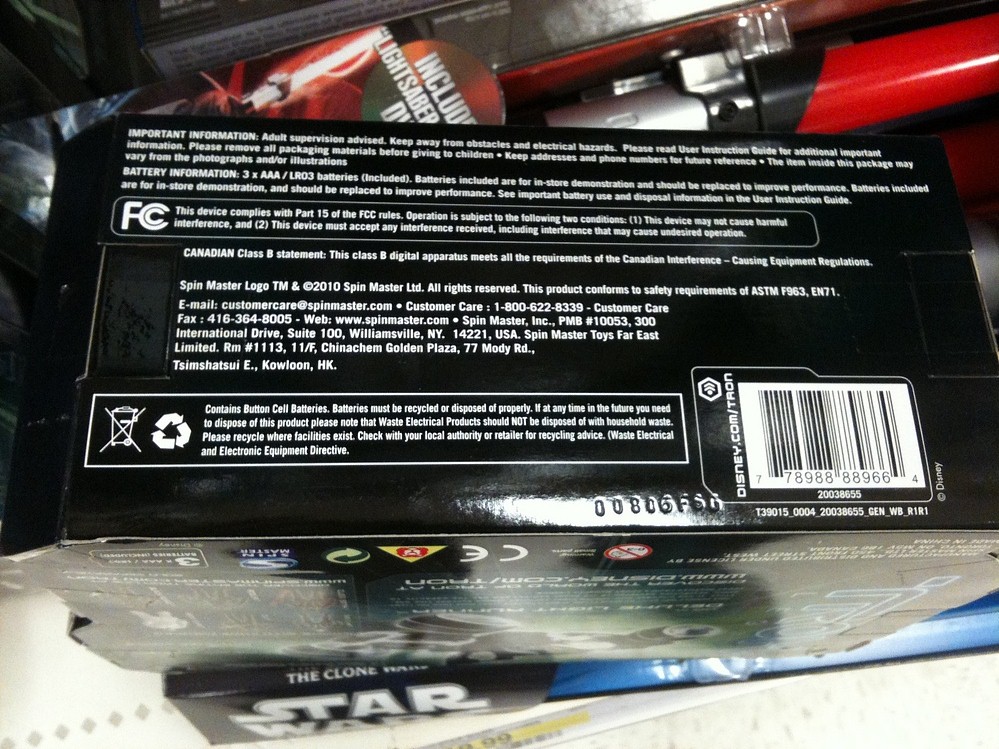 INCLUDES
"LIGHTSABER
IMPORTANT INFORMATION: Adult supervision advised. Keep away from obstacles and electrical hazards. Please read User Instruction Guide for additional important
information. Please remove all packaging materials before giving to children • Keep addresses and phone numbers for future reference • The item inside this package may
vary from the photographs and/or illustrations
BATTERY INFORMATION: 3 x AAA / LR03 batteries (Included). Batteries included are for in-store demonstration and should be replaced to improve performance. Batteries included
are for in-store demonstration, and should be replaced to improve performance. See important battery use and disposal information in the User Instruction Guide.
FC This device complies with Part 15 of the FCC rules. Operation is subject to the following two conditions: (1) This device may not cause harmful
interference, and (2) This device must accept any interference received, including interference that may cause undesired operation.
CANADIAN Class B statement: This class B digital apparatus meets all the requirements of the Canadian Interference – Causing Equipment Regulations.
Spin Master Logo TM & ©2010 Spin Master Ltd. All rights reserved. This product conforms to safety requirements of ASTM F963, EN71.
E-mail: customercare@spinmaster.com • Customer Care : 1-800-622-8339 - Customer Care
Fax : 416-364-8005 - Web: www.spinmaster.com • Spin Master, Inc., PMB #10053, 300
International Drive, Suite 100, Williamsville, NY. 14221, USA. Spin Master Toys Far East
Limited. Rm #1113, 11/F, Chinachem Golden Plaza, 77 Mody Rd.,
Tsimshatsui E., Kowloon, HK.
Contains Button Cell Batteries. Batteries must be recycled or disposed of properly. If at any time in the future you need
to dispose of this product please note that Waste Electrical Products should NOT be disposed of with household waste.
Please recycle where facilities exist. Check with your local authority or retailer for recycling advice. (Waste Electrical
and Electronic Equipment Directive.
DISNEY.COM/TRON
7 78988 88966 4
20038655
© Disney
T39015_0004_20038655_GEN_WB_R1R1
SPIN MASTER
CE
WWW.DISNEY.COM/TRON
DELUXE LIGHT RUNNER
THE CLONE WARS
STAR
WARS